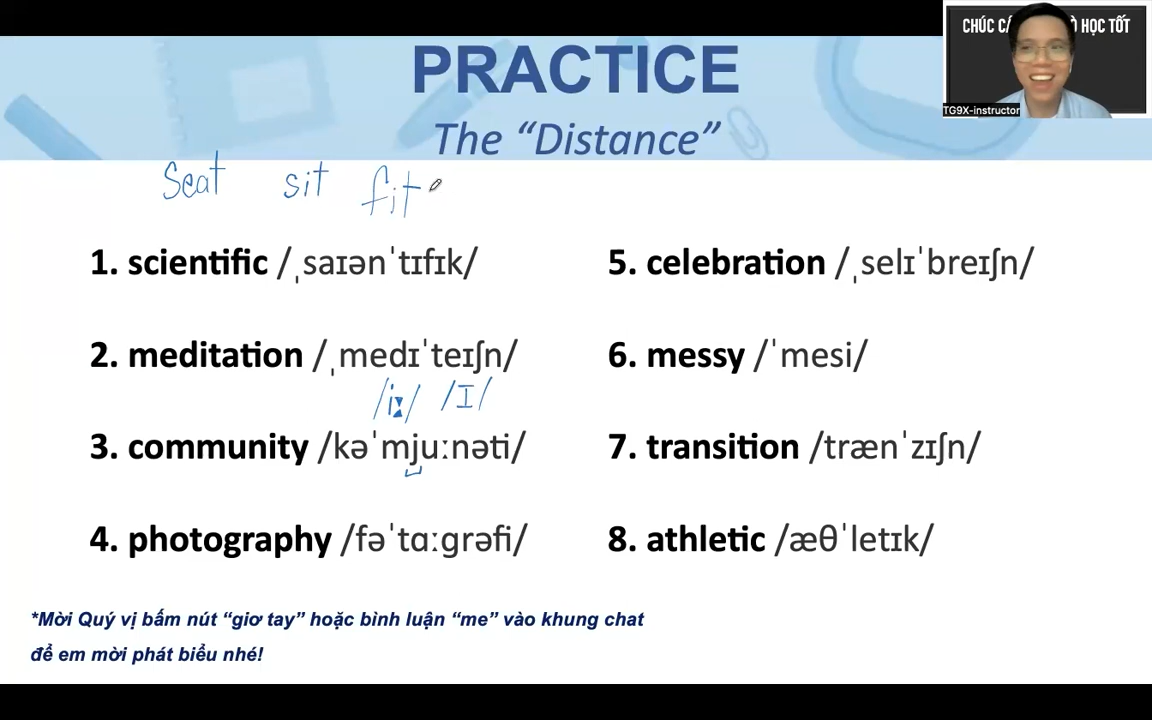 CHÚC CÁ Ò HỌC TỐT
TG9X-instructor
PRACTICE
The “Distance”
Seat sit fit
1. scientific /ˌsaɪənˈtɪfɪk/
2. meditation /ˌmedɪˈteɪʃn/
/i:/ /I/
3. community /kəˈmjuːnəti/
4. photography /fəˈtɑːgrəfi/
5. celebration /ˌselɪˈbreɪʃn/
6. messy /ˈmesi/
7. transition /trænˈzɪʃn/
8. athletic /æθˈletɪk/
*Mời Quý vị bấm nút “giơ tay” hoặc bình luận “me” vào khung chat
để em mời phát biểu nhé!